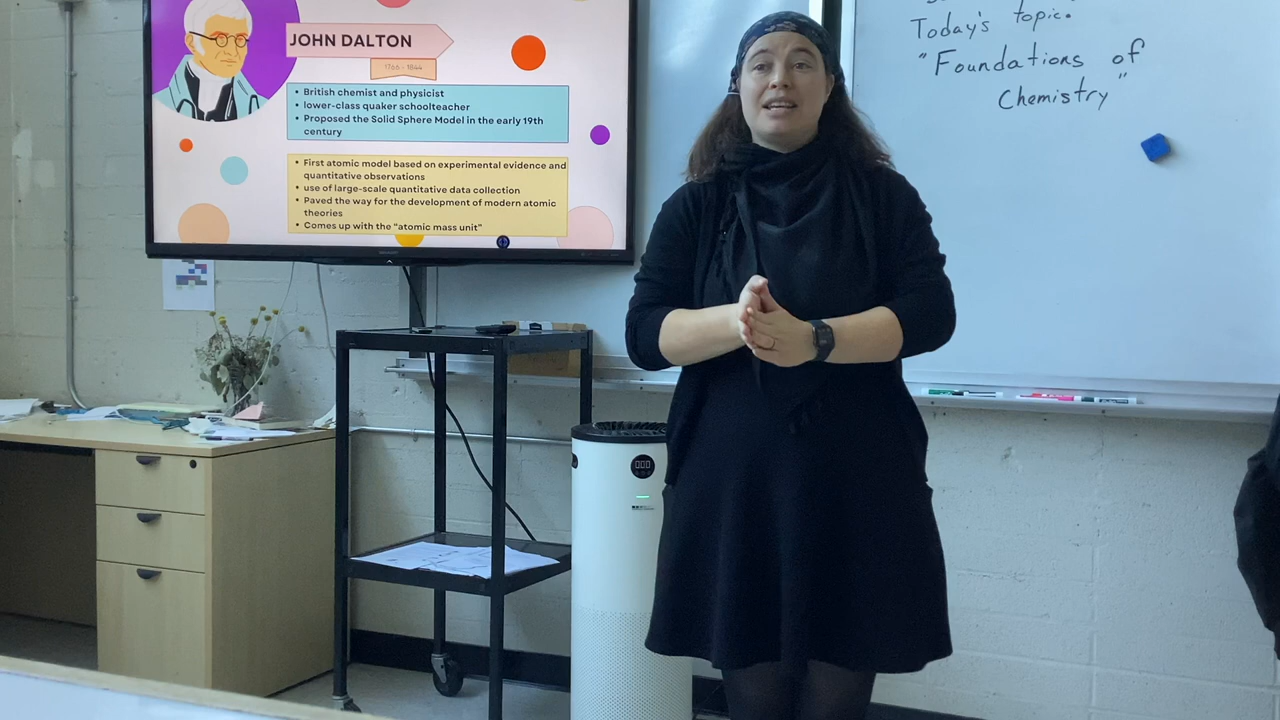 JOHN DALTON
1766 - 1844
• British chemist and physicist
• lower-class quaker schoolteacher
• Proposed the Solid Sphere Model in the early 19th
century
• First atomic model based on experimental evidence and
quantitative observations
• use of large-scale quantitative data collection
• Paved the way for the development of modern atomic
theories
• Comes up with the "atomic mass unit"
Today's topic.
"Foundations of
Chemistry"